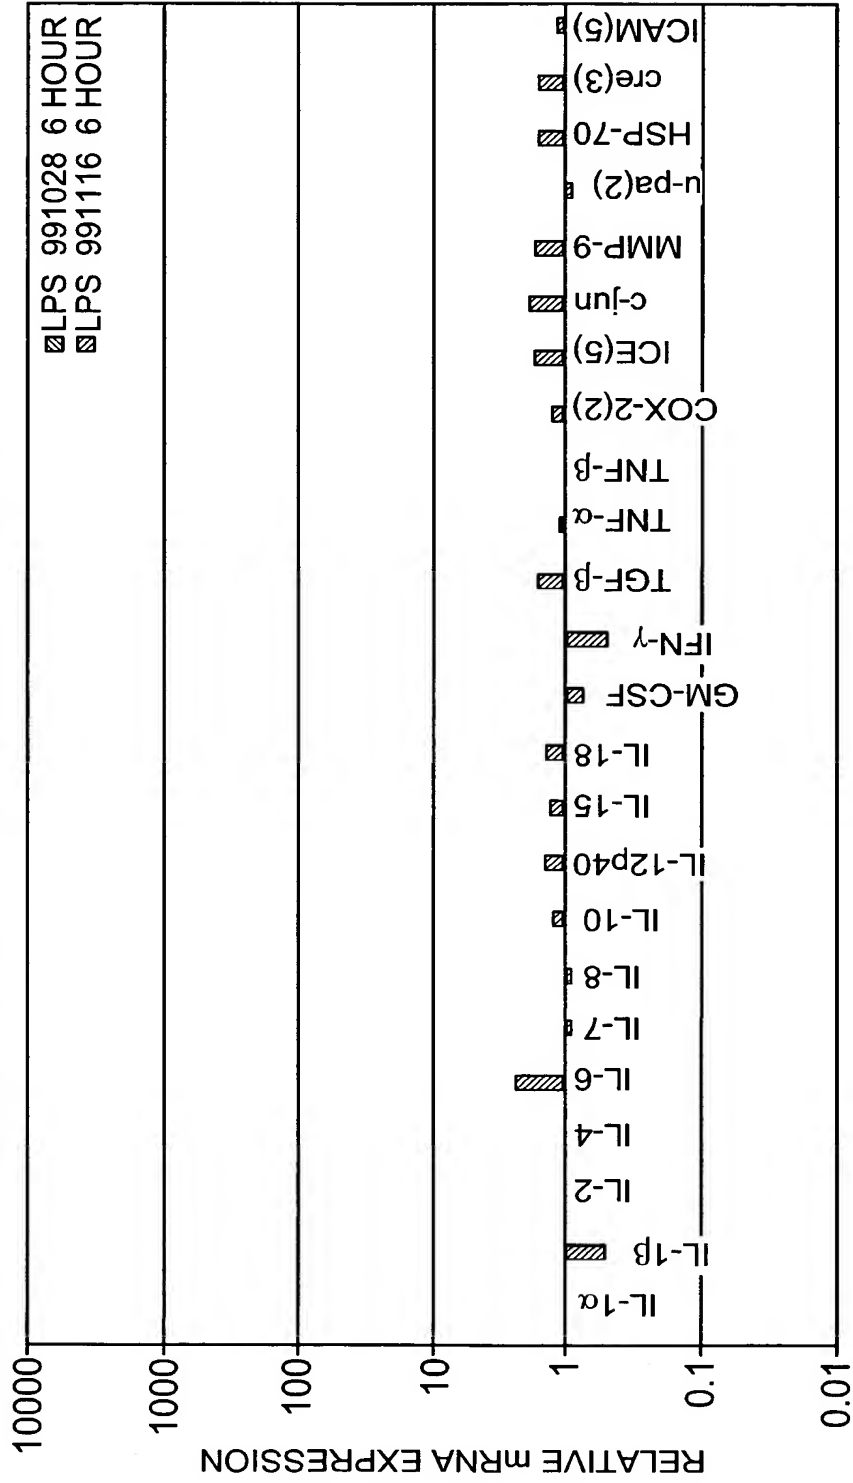 LPS 991028 6 HOUR
LPS 991116 6 HOUR
10000
1000
100
10
1
0.1
0.01
RELATIVE mRNA EXPRESSION
IL-1α
IL-1β
IL-2
IL-4
IL-6
IL-7
IL-8
IL-10
IL-12p40
IL-15
IL-18
GM-CSF
IFN-γ
TGF-β
TNF-α
TNF-β
COX-2(2)
ICE(5)
c-jun
MMP-9
u-pa(2)
HSP-70
cre(3)
ICAM(5)